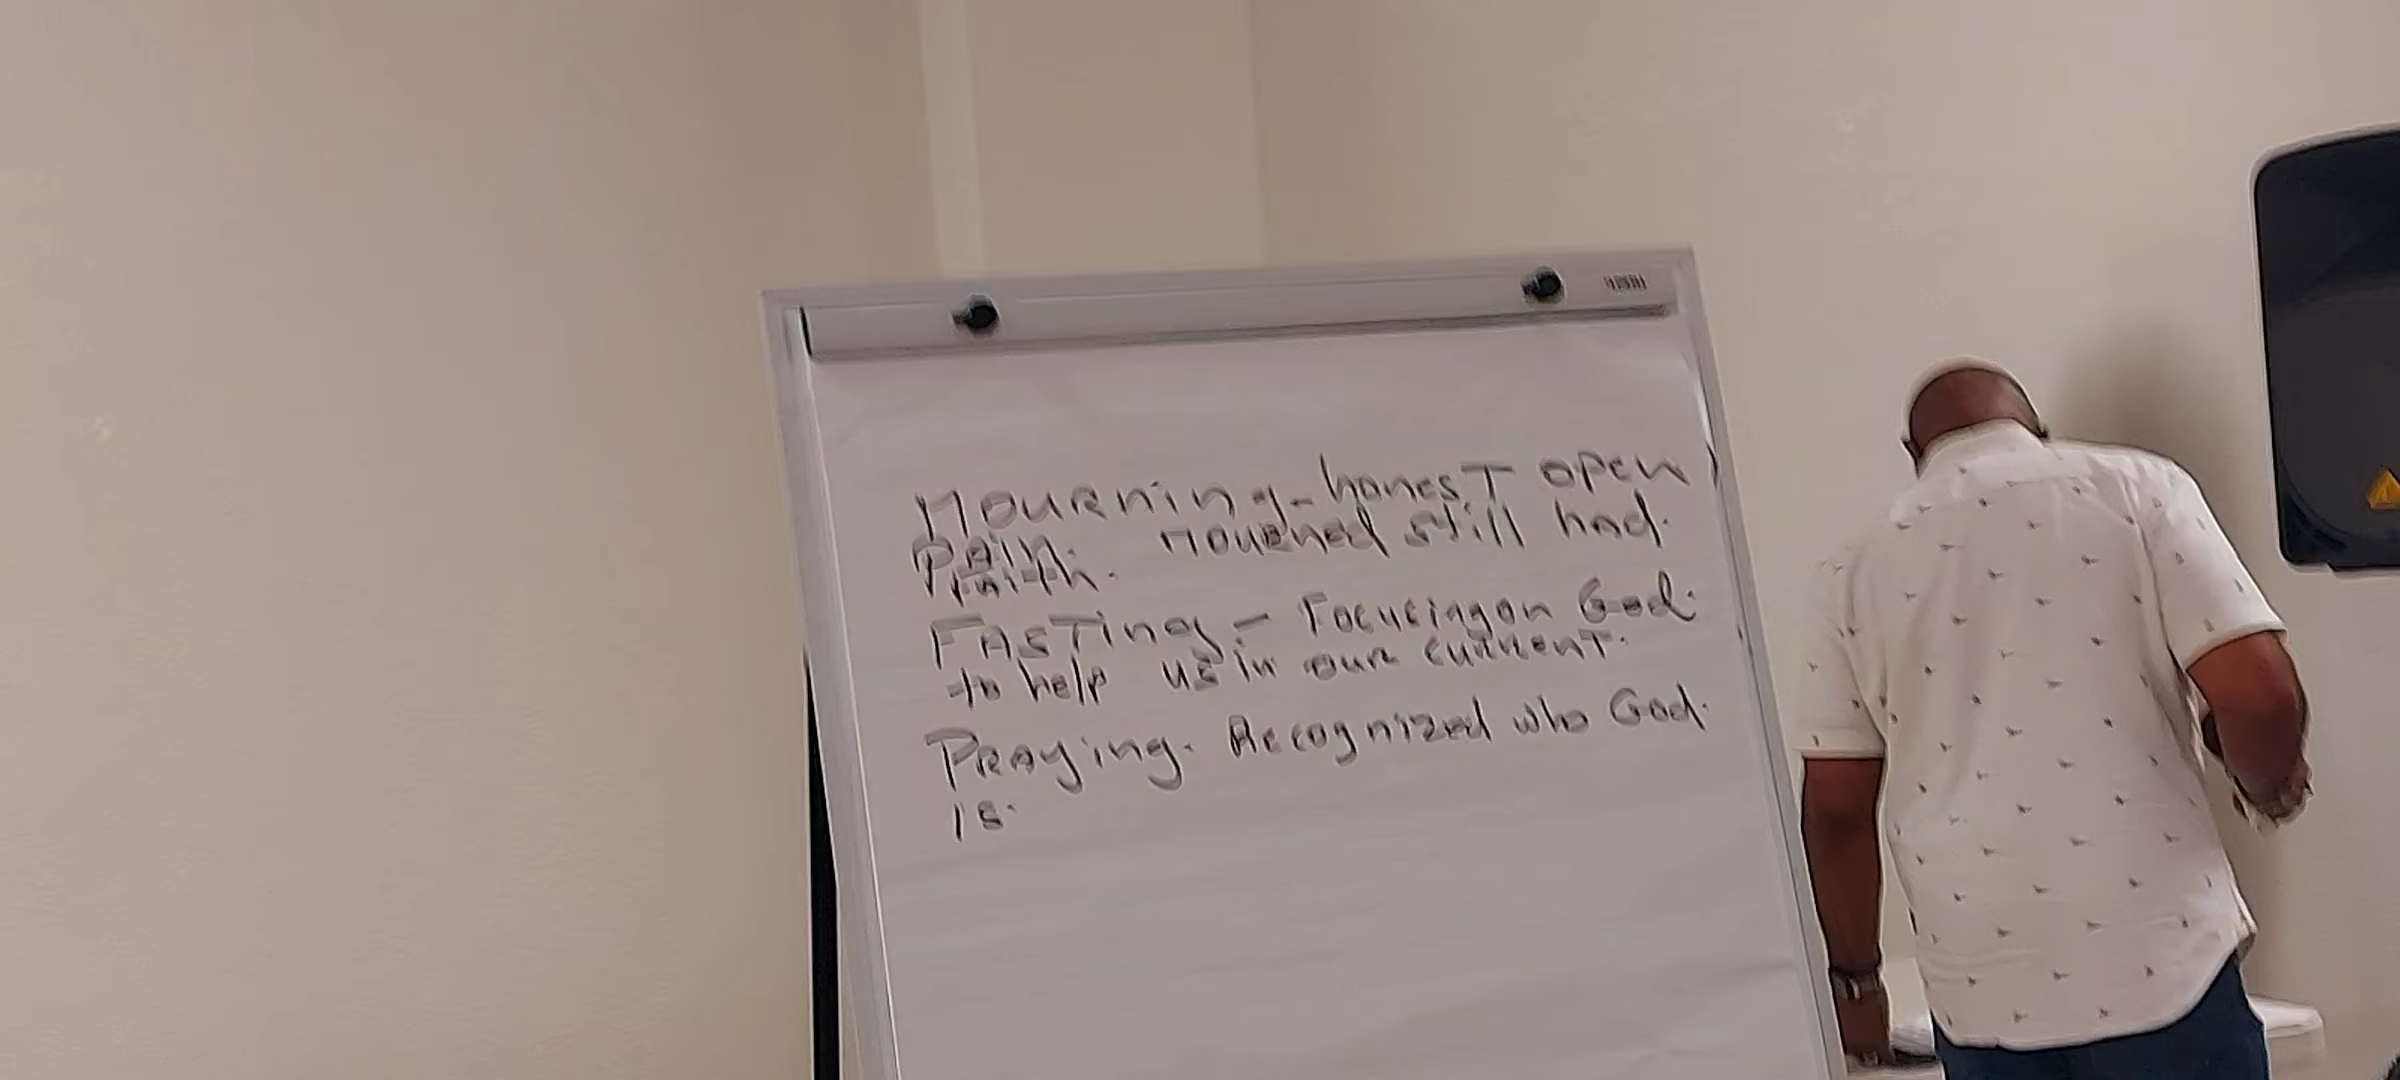 Mourning - honest open
Pain. Mourned still had.
Faith.
Fasting - Focusing on God.
to help us in our current.
Praying. Recognized who God.
is.